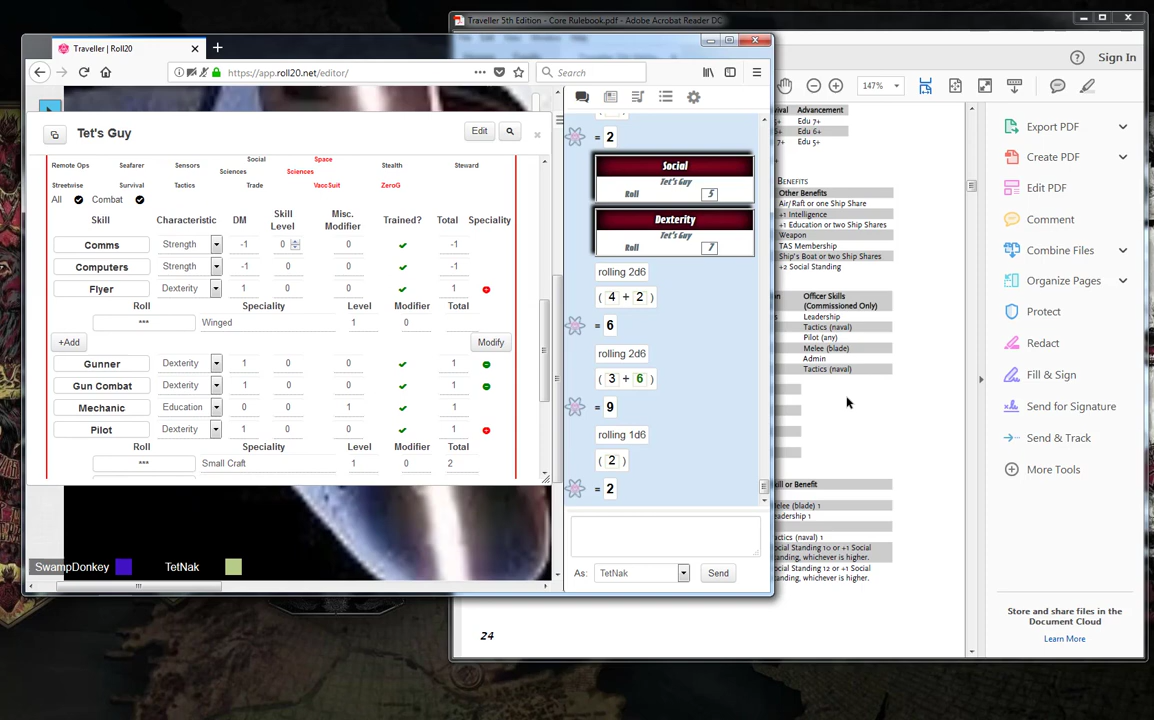 Traveller 5th Edition - Core Rulebook.pdf - Adobe Acrobat Reader DC
Traveller | Roll20
Sign In
https://app.roll20.net/editor/
Search
147%
Tet's Guy
Edit
Remote Ops Seafarer Sensors Social Sciences Space Sciences Stealth Steward
Streetwise Survival Tactics Trade VaccSuit ZeroG
All Combat
Skill Characteristic DM Skill Level Misc. Modifier Trained? Total Speciality
Comms Strength -1 0 0 -1
Computers Strength -1 0 0 -1
Flyer Dexterity 1 0 0 1
Roll Speciality Level Modifier Total
*** Winged 1 0
+Add Modify
Gunner Dexterity 1 0 0 1
Gun Combat Dexterity 1 0 0 1
Mechanic Education 0 0 1 1
Pilot Dexterity 1 0 0 1
Roll Speciality Level Modifier Total
*** Small Craft 1 0 2
SwampDonkey TetNak
= 2
Social
Tet's Guy
Roll 5
Dexterity
Tet's Guy
Roll 7
rolling 2d6
( 4 + 2 )
= 6
rolling 2d6
( 3 + 6 )
= 9
rolling 1d6
( 2 )
= 2
As: TetNak Send
Advancement
Edu 7+
Edu 6+
Edu 5+
Other Benefits
Air/Raft or one Ship Share
+1 Intelligence
+1 Education or two Ship Shares
Weapon
TAS Membership
Ship's Boat or two Ship Shares
+2 Social Standing
Officer Skills
(Commissioned Only)
Leadership
Tactics (naval)
Pilot (any)
Melee (blade)
Admin
Tactics (naval)
24
Export PDF
Create PDF
Edit PDF
Comment
Combine Files
Organize Pages
Protect
Redact
Fill & Sign
Send for Signature
Send & Track
More Tools
Store and share files in the
Document Cloud
Learn More